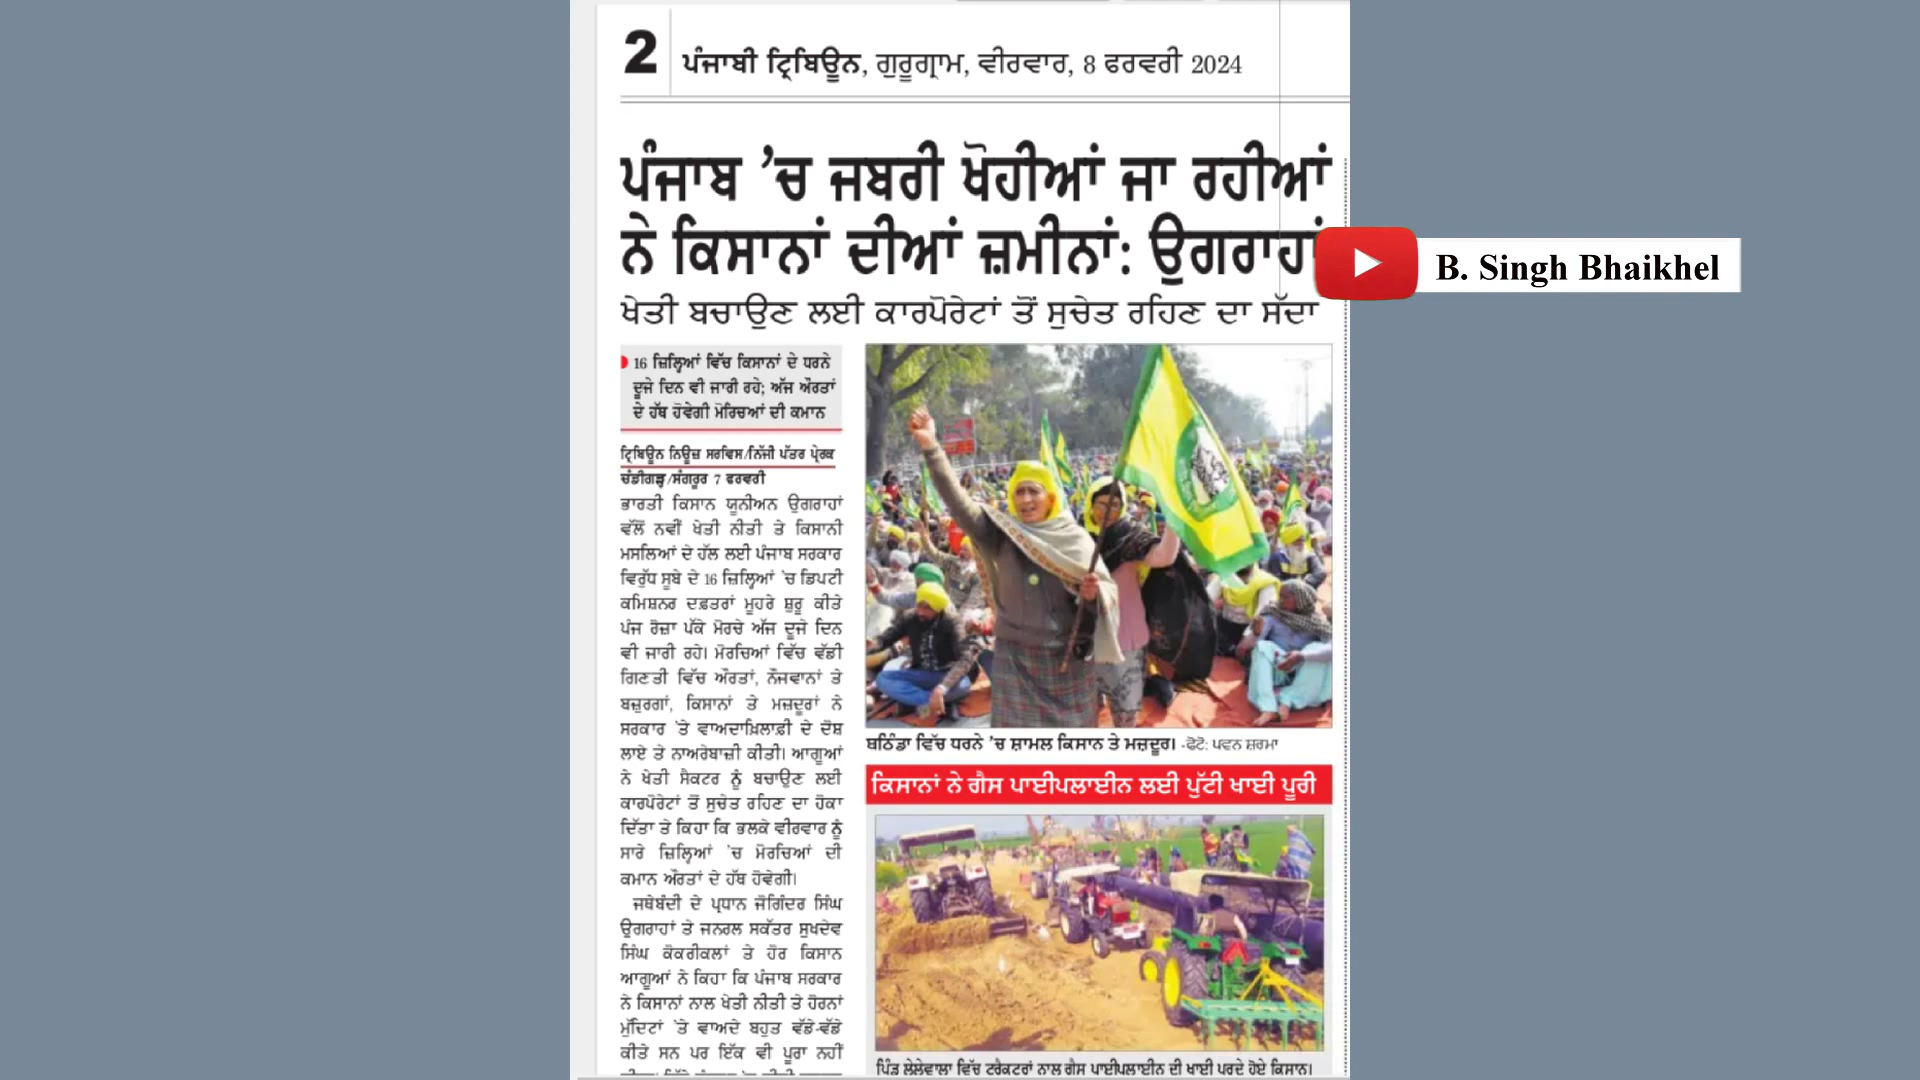 2
ਪੰਜਾਬੀ ਟ੍ਰਿਬਿਊਨ, ਗੁਰੂਗ੍ਰਾਮ, ਵੀਰਵਾਰ, 8 ਫਰਵਰੀ 2024
ਪੰਜਾਬ ’ਚ ਜਬਰੀ ਖੋਹੀਆਂ ਜਾ ਰਹੀਆਂ
ਨੇ ਕਿਸਾਨਾਂ ਦੀਆਂ ਜ਼ਮੀਨਾਂ: ਉਗਰਾਹਾਂ
B. Singh Bhaikhel
ਖੇਤੀ ਬਚਾਉਣ ਲਈ ਕਾਰਪੋਰੇਟਾਂ ਤੋਂ ਸੁਚੇਤ ਰਹਿਣ ਦਾ ਸੱਦਾ
16 ਜ਼ਿਲ੍ਹਿਆਂ ਵਿੱਚ ਕਿਸਾਨਾਂ ਦੇ ਧਰਨੇ
ਦੂਜੇ ਦਿਨ ਵੀ ਜਾਰੀ ਰਹੇ; ਅੱਜ ਔਰਤਾਂ
ਦੇ ਹੱਥ ਹੋਵੇਗੀ ਮੋਰਚਿਆਂ ਦੀ ਕਮਾਨ
ਟ੍ਰਿਬਿਊਨ ਨਿਊਜ਼ ਸਰਵਿਸ/ਨਿੱਜੀ ਪੱਤਰ ਪ੍ਰੇਰਕ
ਚੰਡੀਗੜ੍ਹ/ਸੰਗਰੂਰ 7 ਫਰਵਰੀ
ਭਾਰਤੀ ਕਿਸਾਨ ਯੂਨੀਅਨ ਉਗਰਾਹਾਂ
ਵੱਲੋਂ ਨਵੀਂ ਖੇਤੀ ਨੀਤੀ ਤੇ ਕਿਸਾਨੀ
ਮਸਲਿਆਂ ਦੇ ਹੱਲ ਲਈ ਪੰਜਾਬ ਸਰਕਾਰ
ਵਿਰੁੱਧ ਸੂਬੇ ਦੇ 16 ਜ਼ਿਲ੍ਹਿਆਂ ’ਚ ਡਿਪਟੀ
ਕਮਿਸ਼ਨਰ ਦਫ਼ਤਰਾਂ ਮੂਹਰੇ ਸ਼ੁਰੂ ਕੀਤੇ
ਪੰਜ ਰੋਜ਼ਾ ਪੱਕੇ ਮੋਰਚੇ ਅੱਜ ਦੂਜੇ ਦਿਨ
ਵੀ ਜਾਰੀ ਰਹੇ। ਮੋਰਚਿਆਂ ਵਿੱਚ ਵੱਡੀ
ਗਿਣਤੀ ਵਿੱਚ ਔਰਤਾਂ, ਨੌਜਵਾਨਾਂ ਤੇ
ਬਜ਼ੁਰਗਾਂ, ਕਿਸਾਨਾਂ ਤੇ ਮਜ਼ਦੂਰਾਂ ਨੇ
ਸਰਕਾਰ ’ਤੇ ਵਾਅਦਾਖ਼ਿਲਾਫ਼ੀ ਦੇ ਦੋਸ਼
ਲਾਏ ਤੇ ਨਾਅਰੇਬਾਜ਼ੀ ਕੀਤੀ। ਆਗੂਆਂ
ਨੇ ਖੇਤੀ ਸੈਕਟਰ ਨੂੰ ਬਚਾਉਣ ਲਈ
ਕਾਰਪੋਰੇਟਾਂ ਤੋਂ ਸੁਚੇਤ ਰਹਿਣ ਦਾ ਹੋਕਾ
ਦਿੱਤਾ ਤੇ ਕਿਹਾ ਕਿ ਭਲਕੇ ਵੀਰਵਾਰ ਨੂੰ
ਸਾਰੇ ਜ਼ਿਲ੍ਹਿਆਂ ’ਚ ਮੋਰਚਿਆਂ ਦੀ
ਕਮਾਨ ਔਰਤਾਂ ਦੇ ਹੱਥ ਹੋਵੇਗੀ।
ਜਥੇਬੰਦੀ ਦੇ ਪ੍ਰਧਾਨ ਜੋਗਿੰਦਰ ਸਿੰਘ
ਉਗਰਾਹਾਂ ਤੇ ਜਨਰਲ ਸਕੱਤਰ ਸੁਖਦੇਵ
ਸਿੰਘ ਕੋਕਰੀਕਲਾਂ ਤੇ ਹੋਰ ਕਿਸਾਨ
ਆਗੂਆਂ ਨੇ ਕਿਹਾ ਕਿ ਪੰਜਾਬ ਸਰਕਾਰ
ਨੇ ਕਿਸਾਨਾਂ ਨਾਲ ਖੇਤੀ ਨੀਤੀ ਤੇ ਹੋਰਨਾਂ
ਮੁੱਦਿਟਾਂ ’ਤੇ ਵਾਅਦੇ ਬਹੁਤ ਵੱਡੇ-ਵੱਡੇ
ਕੀਤੇ ਸਨ ਪਰ ਇੱਕ ਵੀ ਪੂਰਾ ਨਹੀਂ
ਬਠਿੰਡਾ ਵਿੱਚ ਧਰਨੇ ’ਚ ਸ਼ਾਮਲ ਕਿਸਾਨ ਤੇ ਮਜ਼ਦੂਰ। -ਫੋਟੋ: ਪਵਨ ਸ਼ਰਮਾ
ਕਿਸਾਨਾਂ ਨੇ ਗੈਸ ਪਾਈਪਲਾਈਨ ਲਈ ਪੁੱਟੀ ਖਾਈ ਪੂਰੀ
ਪਿੰਡ ਲੇਲੇਵਾਲਾ ਵਿੱਚ ਟਰੈਕਟਰਾਂ ਨਾਲ ਗੈਸ ਪਾਈਪਲਾਈਨ ਦੀ ਖਾਈ ਪੂਰਦੇ ਹੋਏ ਕਿਸਾਨ।